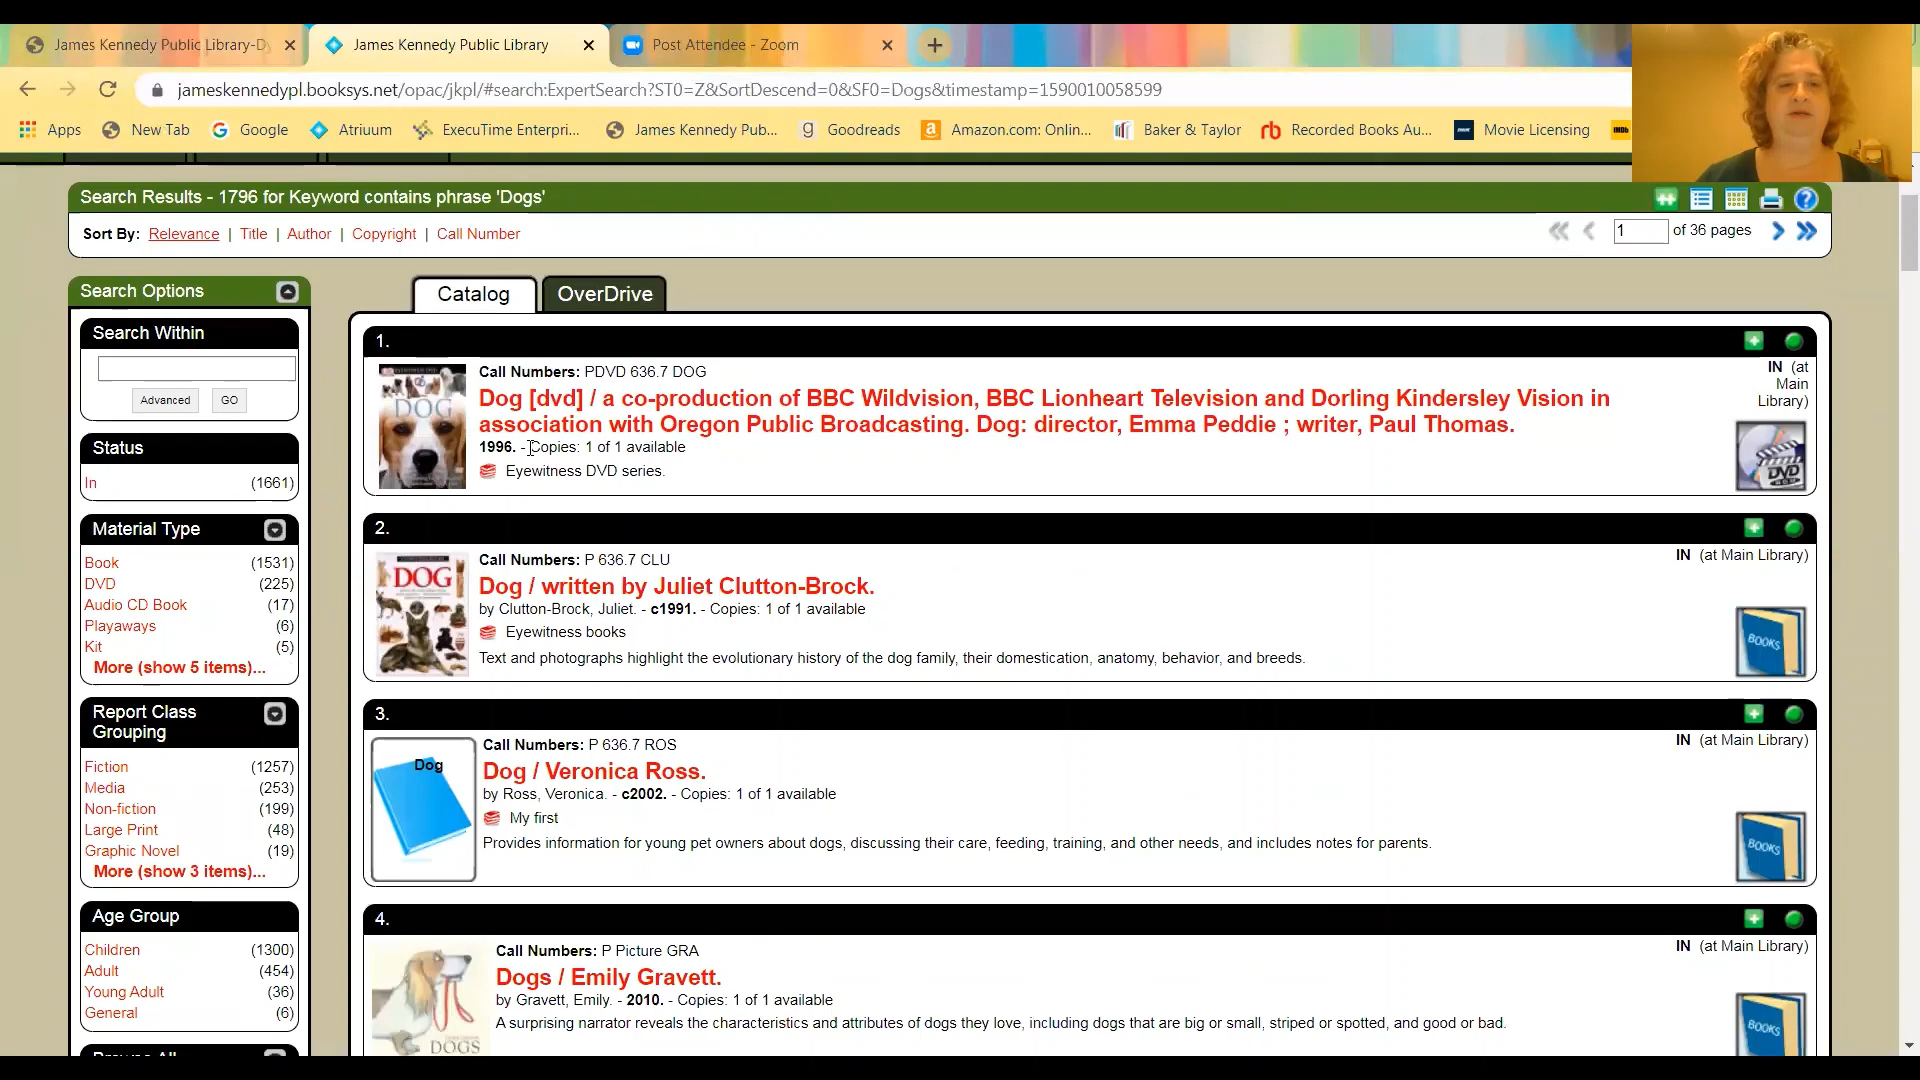 James Kennedy Public Library-D
James Kennedy Public Library
Post Attendee - Zoom
jameskennedypl.booksys.net/opac/jkpl/#search:ExpertSearch?ST0=Z&SortDescend=0&SF0=Dogs&timestamp=1590010058599
Apps
New Tab
Google
Atriuum
ExecuTime Enterpri...
James Kennedy Pub...
Goodreads
Amazon.com: Onlin...
Baker & Taylor
Recorded Books Au...
Movie Licensing
IMDb
Search Results - 1796 for Keyword contains phrase 'Dogs'
Sort By: Relevance | Title | Author | Copyright | Call Number
1 of 36 pages
Search Options
Search Within
Advanced GO
Status
In (1661)
Material Type
Book (1531)
DVD (225)
Audio CD Book (17)
Playaways (6)
Kit (5)
More (show 5 items)...
Report Class
Grouping
Fiction (1257)
Media (253)
Non-fiction (199)
Large Print (48)
Graphic Novel (19)
More (show 3 items)...
Age Group
Children (1300)
Adult (454)
Young Adult (36)
General (6)
Catalog OverDrive
1.
Call Numbers: PDVD 636.7 DOG
Dog [dvd] / a co-production of BBC Wildvision, BBC Lionheart Television and Dorling Kindersley Vision in
association with Oregon Public Broadcasting. Dog: director, Emma Peddie ; writer, Paul Thomas.
1996. - Copies: 1 of 1 available
Eyewitness DVD series.
IN (at
Main
Library)
DOG
DVD
2.
Call Numbers: P 636.7 CLU
Dog / written by Juliet Clutton-Brock.
by Clutton-Brock, Juliet. - c1991. - Copies: 1 of 1 available
Eyewitness books
Text and photographs highlight the evolutionary history of the dog family, their domestication, anatomy, behavior, and breeds.
IN (at Main Library)
DOG
BOOKS
3.
Call Numbers: P 636.7 ROS
Dog / Veronica Ross.
by Ross, Veronica. - c2002. - Copies: 1 of 1 available
My first
Provides information for young pet owners about dogs, discussing their care, feeding, training, and other needs, and includes notes for parents.
IN (at Main Library)
Dog
BOOKS
4.
Call Numbers: P Picture GRA
Dogs / Emily Gravett.
by Gravett, Emily. - 2010. - Copies: 1 of 1 available
A surprising narrator reveals the characteristics and attributes of dogs they love, including dogs that are big or small, striped or spotted, and good or bad.
IN (at Main Library)
DOGS
BOOKS